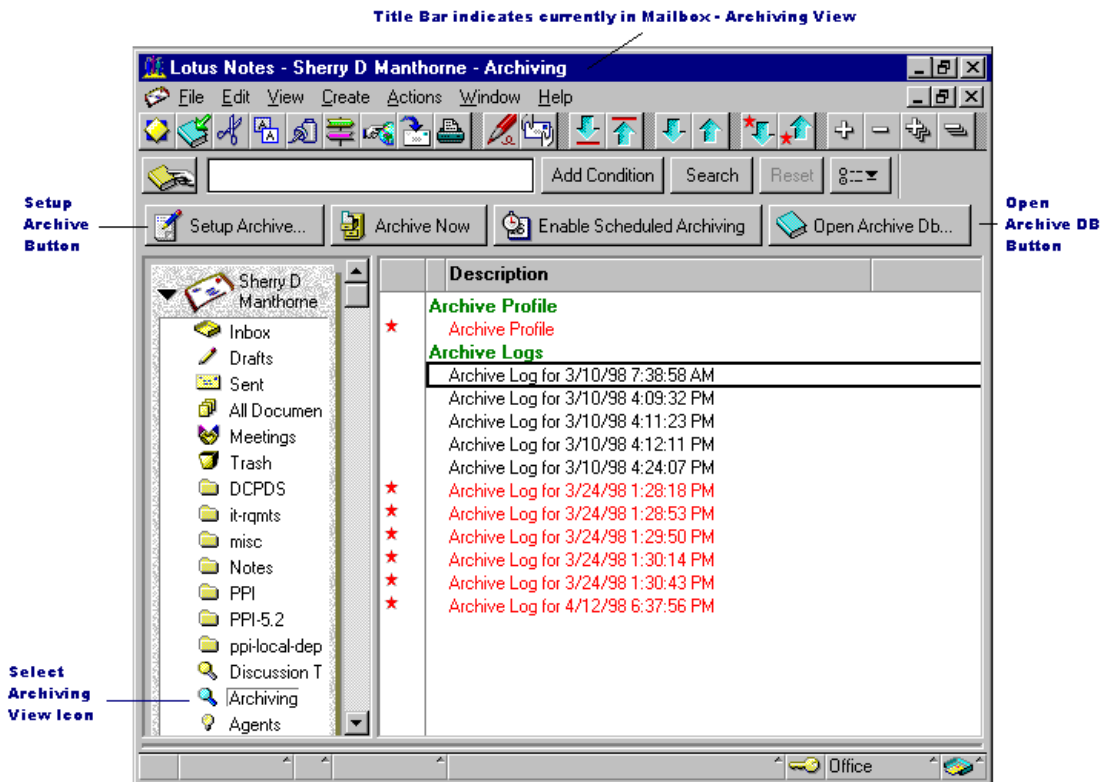 Title Bar indicates currently in Mailbox - Archiving View
Lotus Notes - Sherry D Manthorne - Archiving
File Edit View Create Actions Window Help
Add Condition Search Reset
Setup Archive Button
Setup Archive... Archive Now Enable Scheduled Archiving Open Archive Db...
Open Archive DB Button
Sherry D
Manthorne
Inbox
Drafts
Sent
All Documen
Meetings
Trash
DCPDS
it-rqmts
misc
Notes
PPI
PPI-5.2
ppi-local-dep
Discussion T
Archiving
Agents
Select Archiving View Icon
Description
Archive Profile
Archive Profile
Archive Logs
Archive Log for 3/10/98 7:38:58 AM
Archive Log for 3/10/98 4:09:32 PM
Archive Log for 3/10/98 4:11:23 PM
Archive Log for 3/10/98 4:12:11 PM
Archive Log for 3/10/98 4:24:07 PM
Archive Log for 3/24/98 1:28:18 PM
Archive Log for 3/24/98 1:28:53 PM
Archive Log for 3/24/98 1:29:50 PM
Archive Log for 3/24/98 1:30:14 PM
Archive Log for 3/24/98 1:30:43 PM
Archive Log for 4/12/98 6:37:56 PM
Office